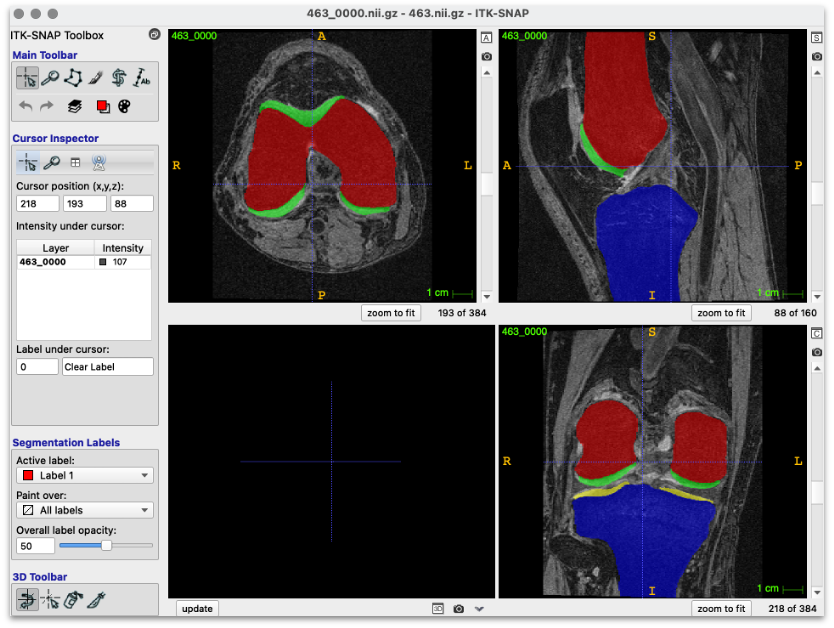 463_0000.nii.gz - 463.nii.gz - ITK-SNAP
ITK-SNAP Toolbox
Main Toolbar
Ab
Cursor Inspector
Cursor position (x,y,z):
218 193 88
Intensity under cursor:
Layer Intensity
463_0000 107
Label under cursor:
0 Clear Label
Segmentation Labels
Active label:
Label 1
Paint over:
All labels
Overall label opacity:
50
3D Toolbar
463_0000
A
R
L
P
1 cm
A
zoom to fit 193 of 384
S
A
P
I
1 cm
S
zoom to fit 88 of 160
update
3D
463_0000
S
R
L
I
1 cm
C
zoom to fit 218 of 384